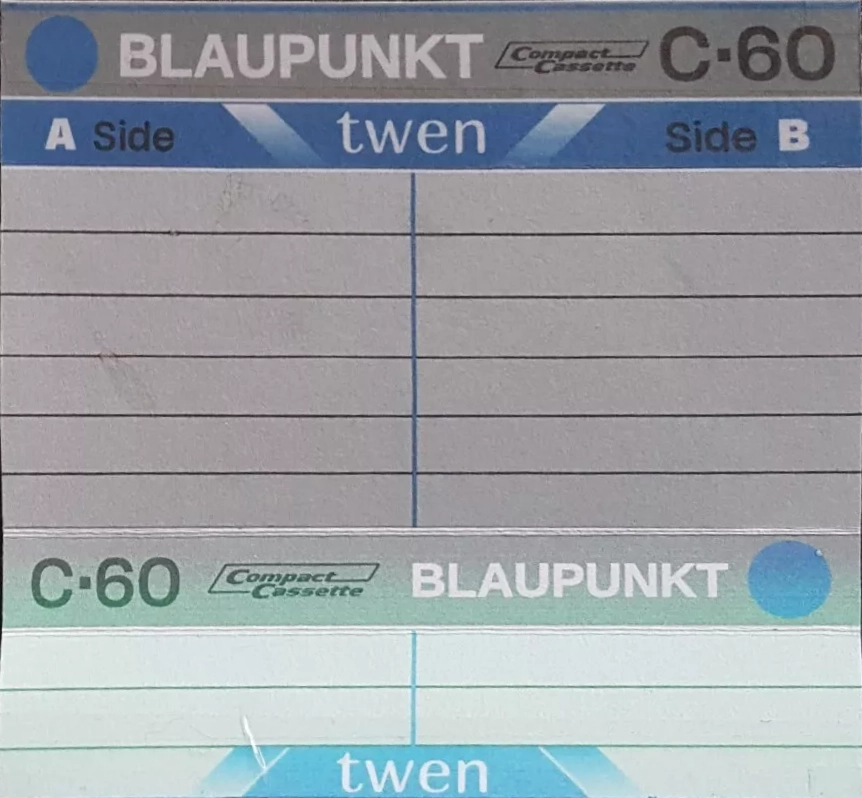 BLAUPUNKT Compact Cassette C·60
A Side twen Side B
C·60 Compact Cassette BLAUPUNKT
twen